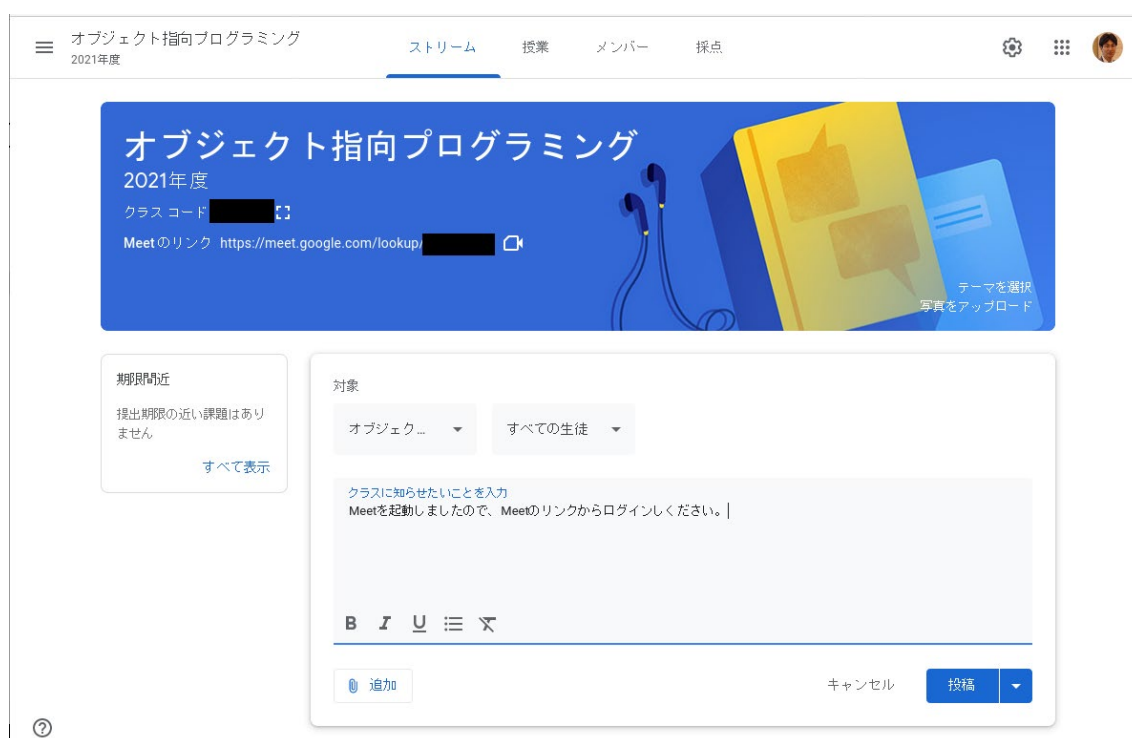 オブジェクト指向プログラミング
2021年度
ストリーム
授業
メンバー
採点
オブジェクト指向プログラミング
2021年度
クラス コード
Meetのリンク https://meet.google.com/lookup/
テーマを選択
写真をアップロード
期限間近
提出期限の近い課題はあり
ません
すべて表示
対象
オブジェク...
すべての生徒
クラスに知らせたいことを入力
Meetを起動しましたので、Meetのリンクからログインしください。
B I U
追加
キャンセル
投稿